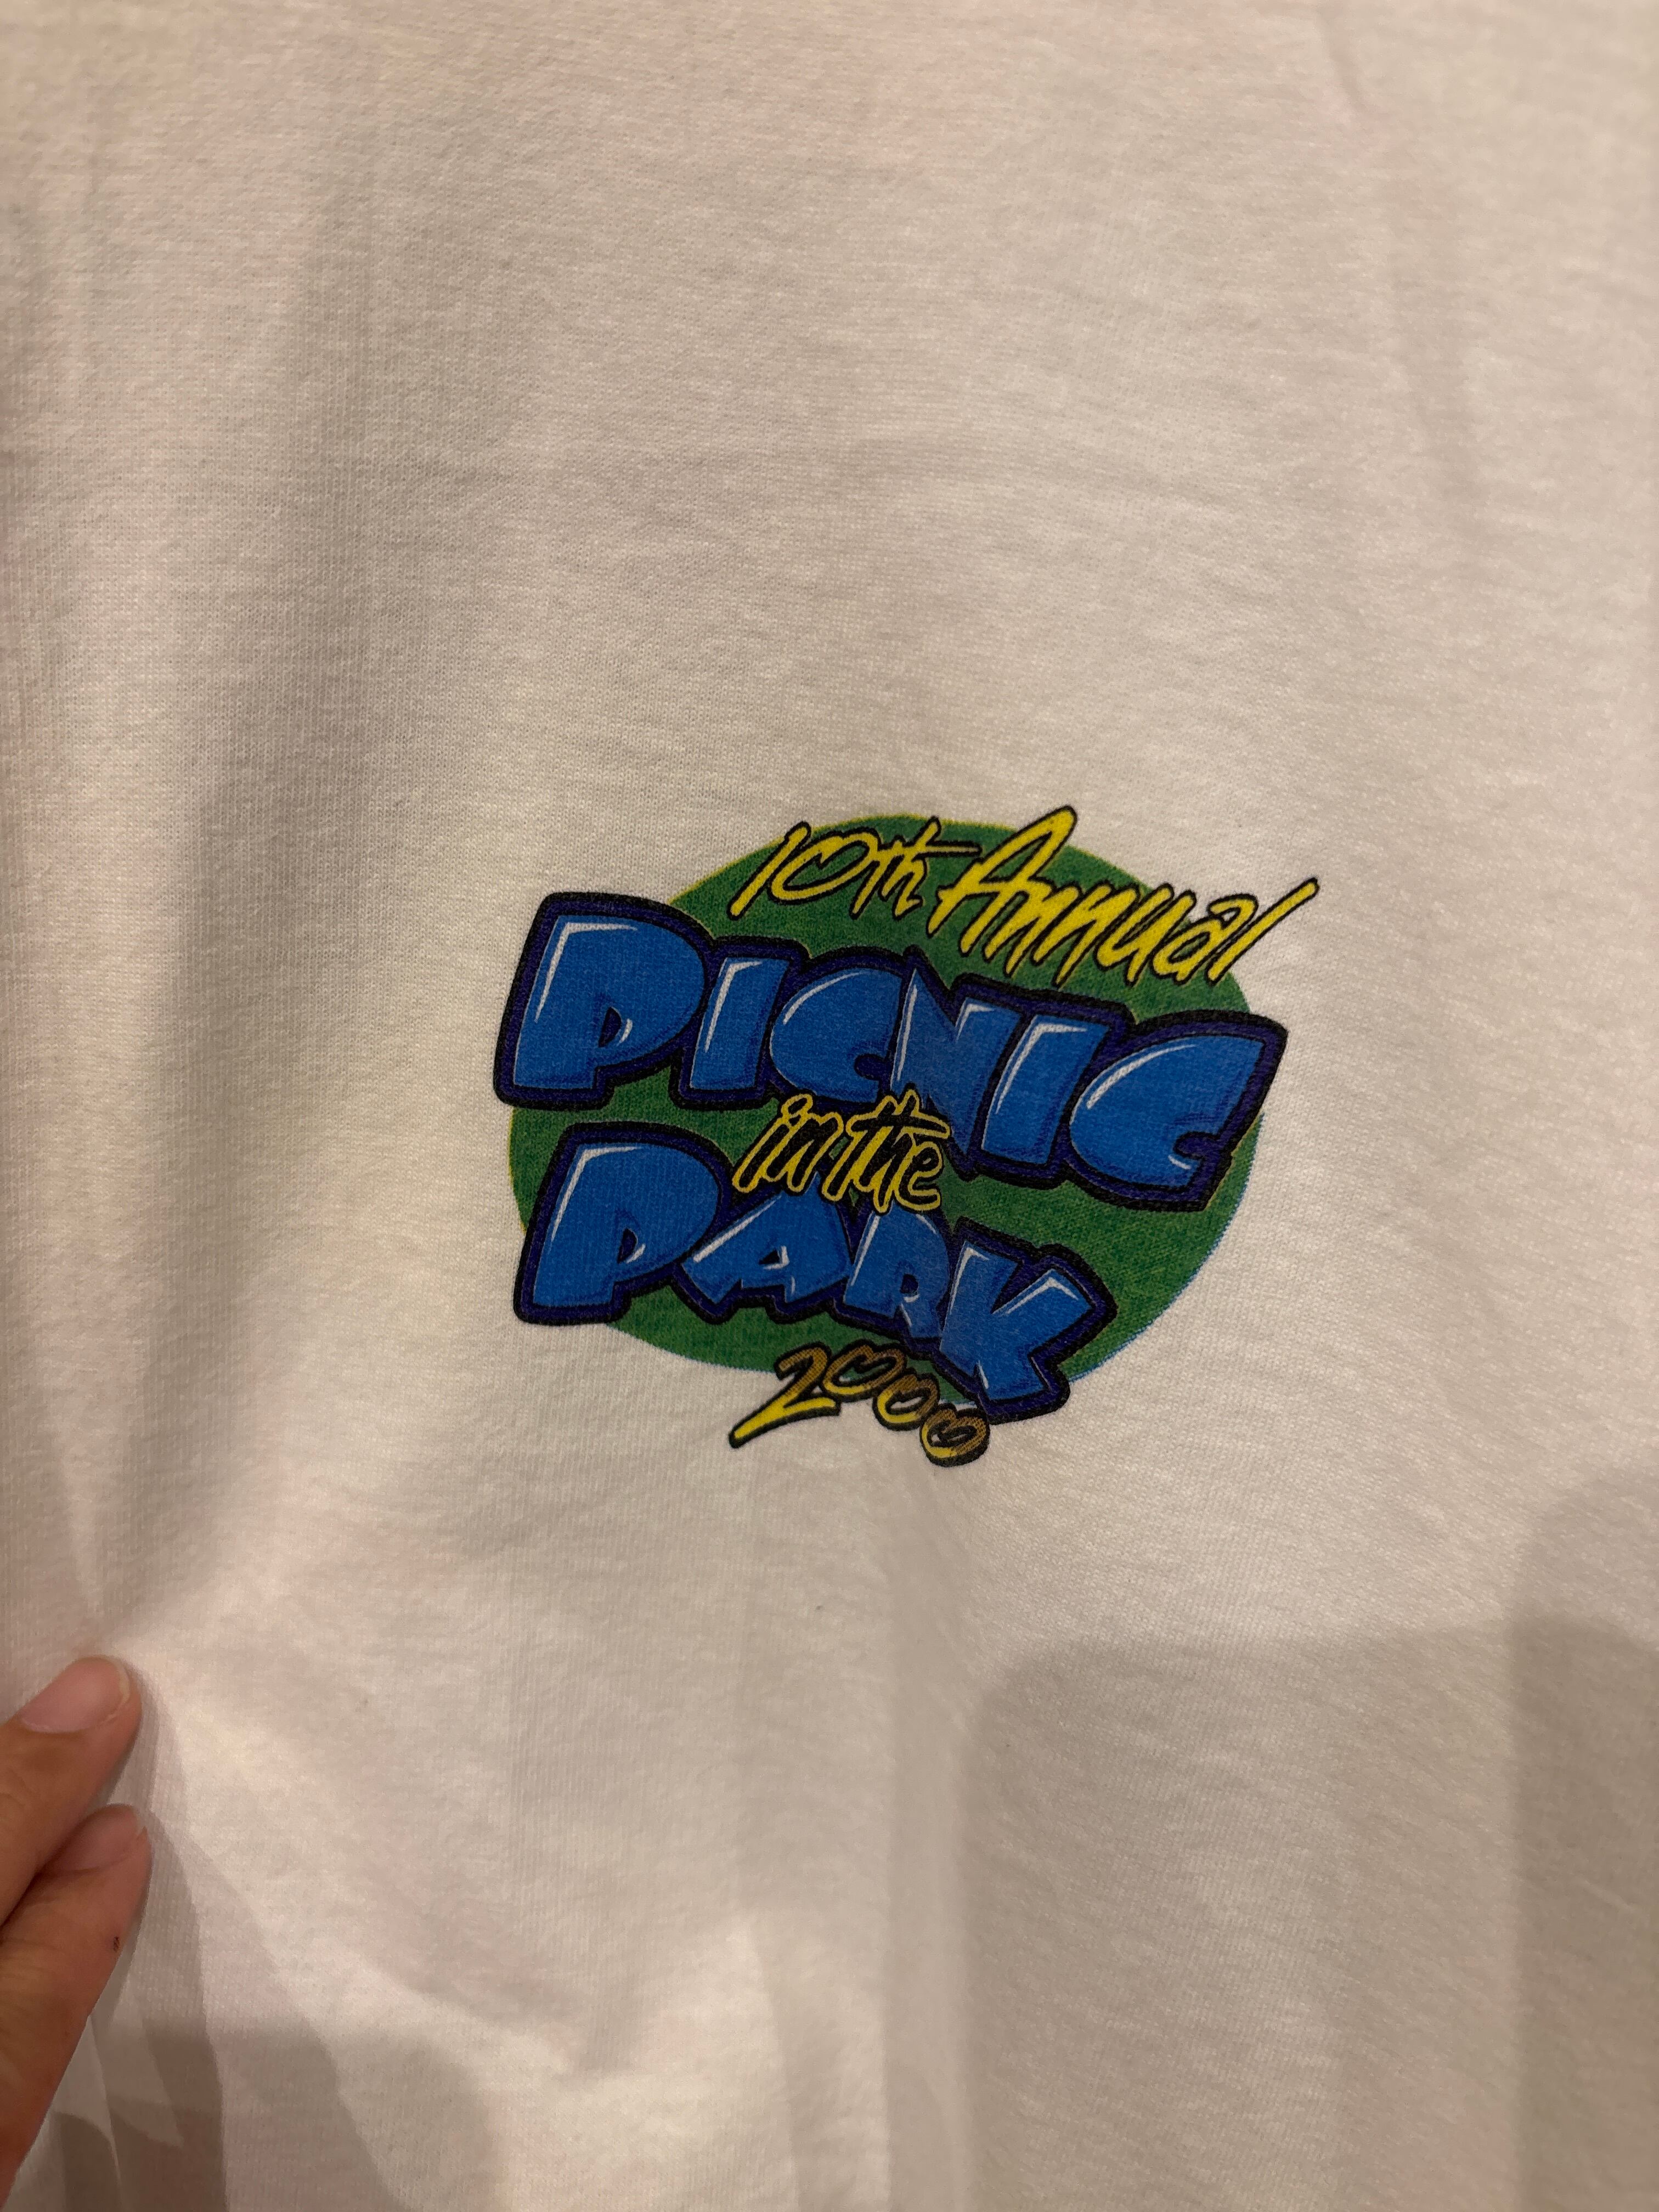 10th Annual
PICNIC
in the
PARK
2000